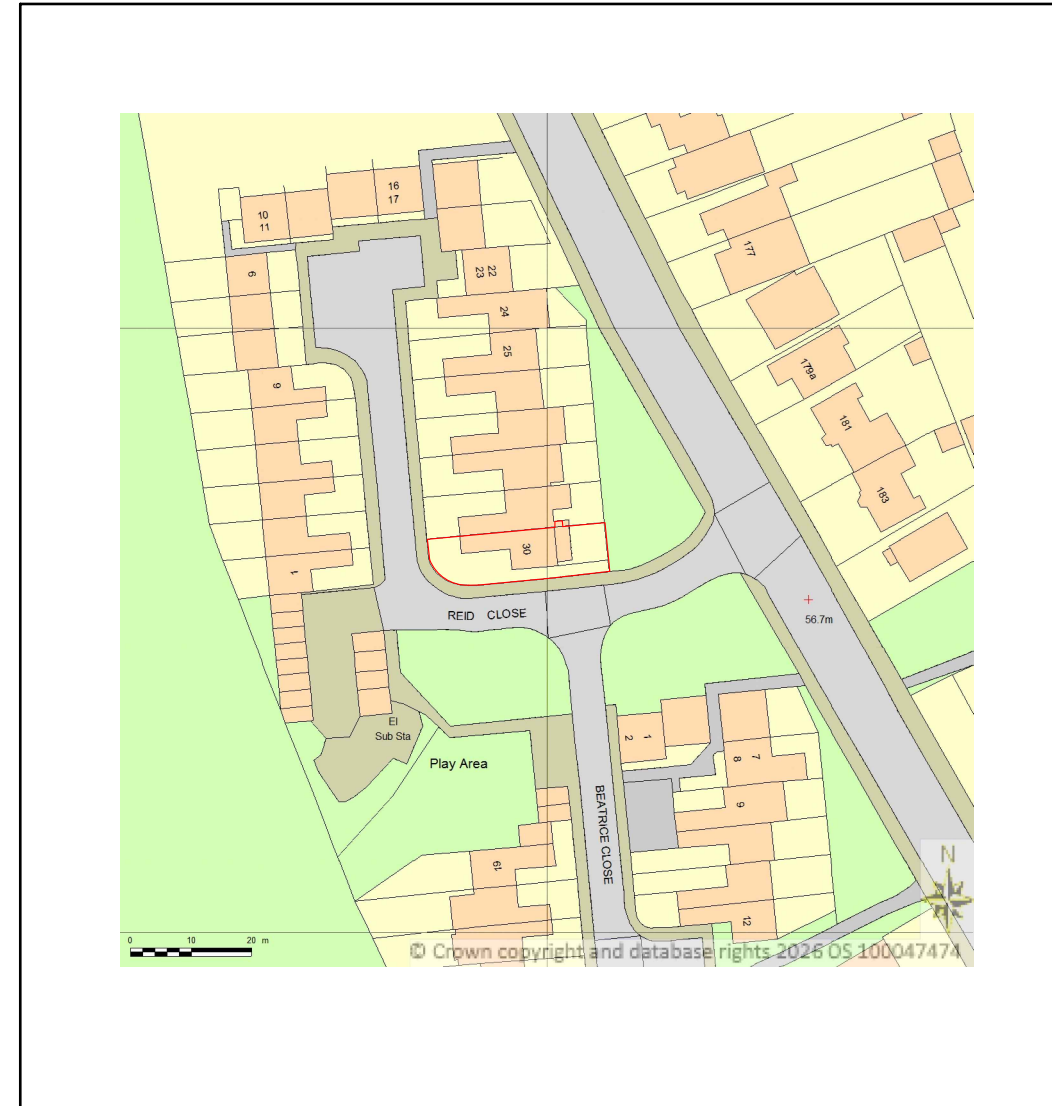 16
17
10
11
6
22
23
24
25
9
1
30
177
179a
181
183
56.7m
REID CLOSE
El
Sub Sta
Play Area
1
2
7
8
9
BEATRICE CLOSE
19
12
N
0 10 20 m
© Crown copyright and database rights 2026 OS 100047474